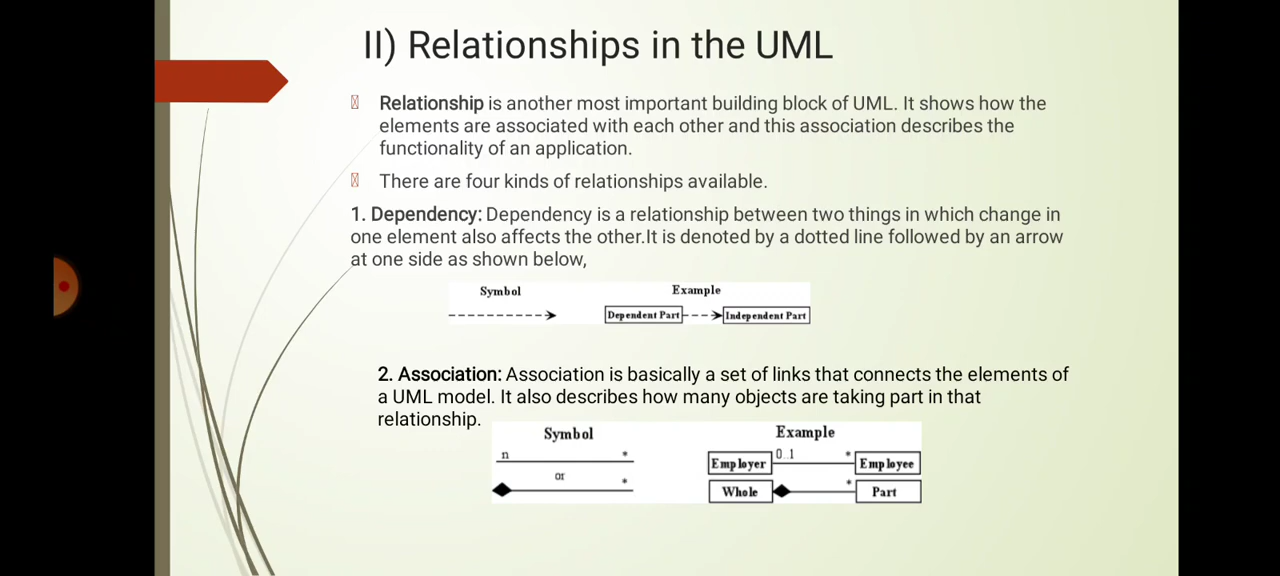 II) Relationships in the UML
Relationship is another most important building block of UML. It shows how the
elements are associated with each other and this association describes the
functionality of an application.
There are four kinds of relationships available.
1. Dependency: Dependency is a relationship between two things in which change in
one element also affects the other.It is denoted by a dotted line followed by an arrow
at one side as shown below,
Symbol Example
Dependent Part Independent Part
2. Association: Association is basically a set of links that connects the elements of
a UML model. It also describes how many objects are taking part in that
relationship.
Symbol Example
n * Employer 0..1 * Employee
or
* Whole * Part